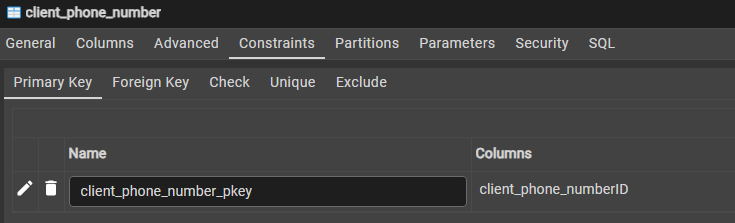 client_phone_number
General Columns Advanced Constraints Partitions Parameters Security SQL
Primary Key Foreign Key Check Unique Exclude
Name Columns
client_phone_number_pkey client_phone_numberID